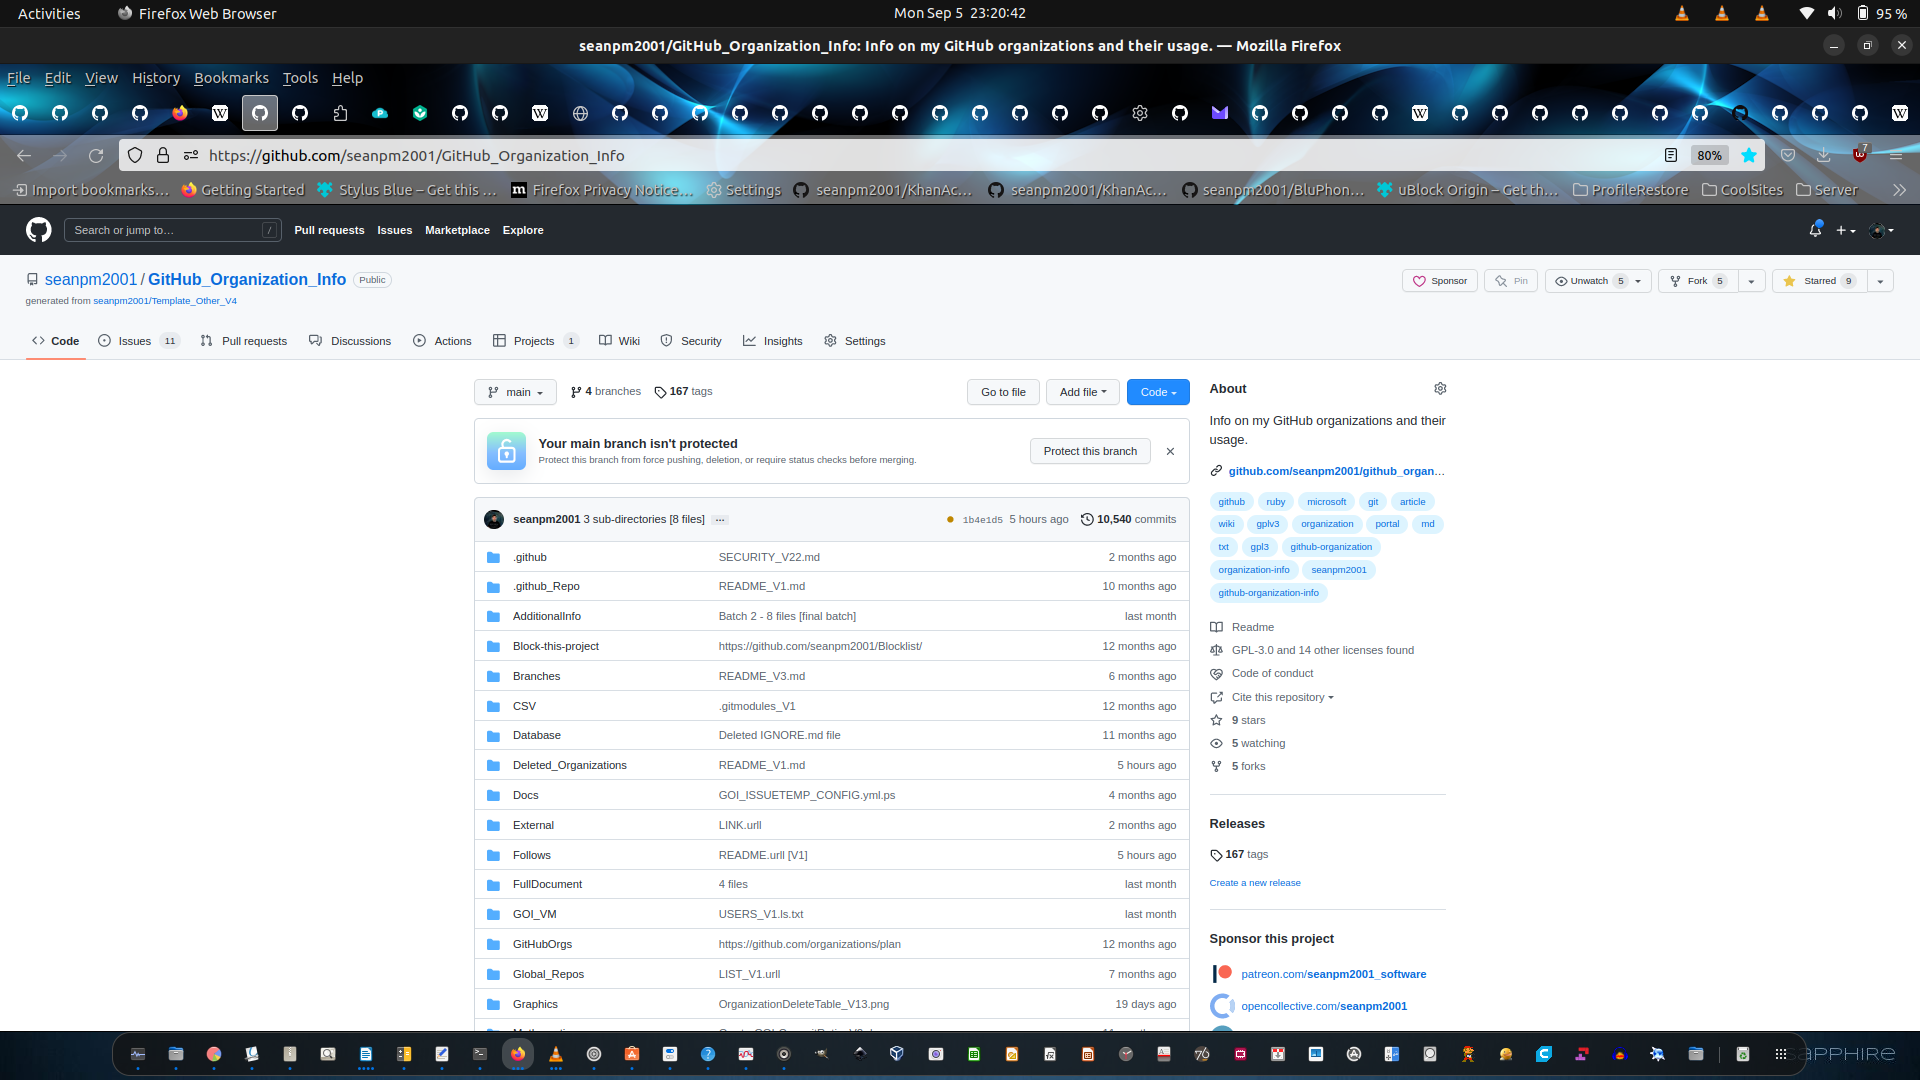 Activities Firefox Web Browser Mon Sep 5 23:20:42 95 %
seanpm2001/GitHub_Organization_Info: Info on my GitHub organizations and their usage. — Mozilla Firefox
File Edit View History Bookmarks Tools Help
https://github.com/seanpm2001/GitHub_Organization_Info 80% 7
Import bookmarks… Getting Started Stylus Blue – Get this … Firefox Privacy Notice… Settings seanpm2001/KhanAc… seanpm2001/KhanAc… seanpm2001/BluPhon… uBlock Origin – Get th… ProfileRestore CoolSites Server
Search or jump to… / Pull requests Issues Marketplace Explore
seanpm2001 / GitHub_Organization_Info Public Sponsor Pin Unwatch 5 Fork 5 Starred 9
generated from seanpm2001/Template_Other_V4
Code Issues 11 Pull requests Discussions Actions Projects 1 Wiki Security Insights Settings
main 4 branches 167 tags Go to file Add file Code
Your main branch isn't protected
Protect this branch from force pushing, deletion, or require status checks before merging.
Protect this branch
seanpm2001 3 sub-directories [8 files] … 1b4e1d5 5 hours ago 10,540 commits
.github SECURITY_V22.md 2 months ago
.github_Repo README_V1.md 10 months ago
AdditionalInfo Batch 2 - 8 files [final batch] last month
Block-this-project https://github.com/seanpm2001/Blocklist/ 12 months ago
Branches README_V3.md 6 months ago
CSV .gitmodules_V1 12 months ago
Database Deleted IGNORE.md file 11 months ago
Deleted_Organizations README_V1.md 5 hours ago
Docs GOI_ISSUETEMP_CONFIG.yml.ps 4 months ago
External LINK.urll 2 months ago
Follows README.urll [V1] 5 hours ago
FullDocument 4 files last month
GOI_VM USERS_V1.ls.txt last month
GitHubOrgs https://github.com/organizations/plan 12 months ago
Global_Repos LIST_V1.urll 7 months ago
Graphics OrganizationDeleteTable_V13.png 19 days ago
About
Info on my GitHub organizations and their
usage.
github.com/seanpm2001/github_organ…
github ruby microsoft git article
wiki gplv3 organization portal md
txt gpl3 github-organization
organization-info seanpm2001
github-organization-info
Readme
GPL-3.0 and 14 other licenses found
Code of conduct
Cite this repository
9 stars
5 watching
5 forks
Releases
167 tags
Create a new release
Sponsor this project
patreon.com/seanpm2001_software
opencollective.com/seanpm2001
SAPPHIRE